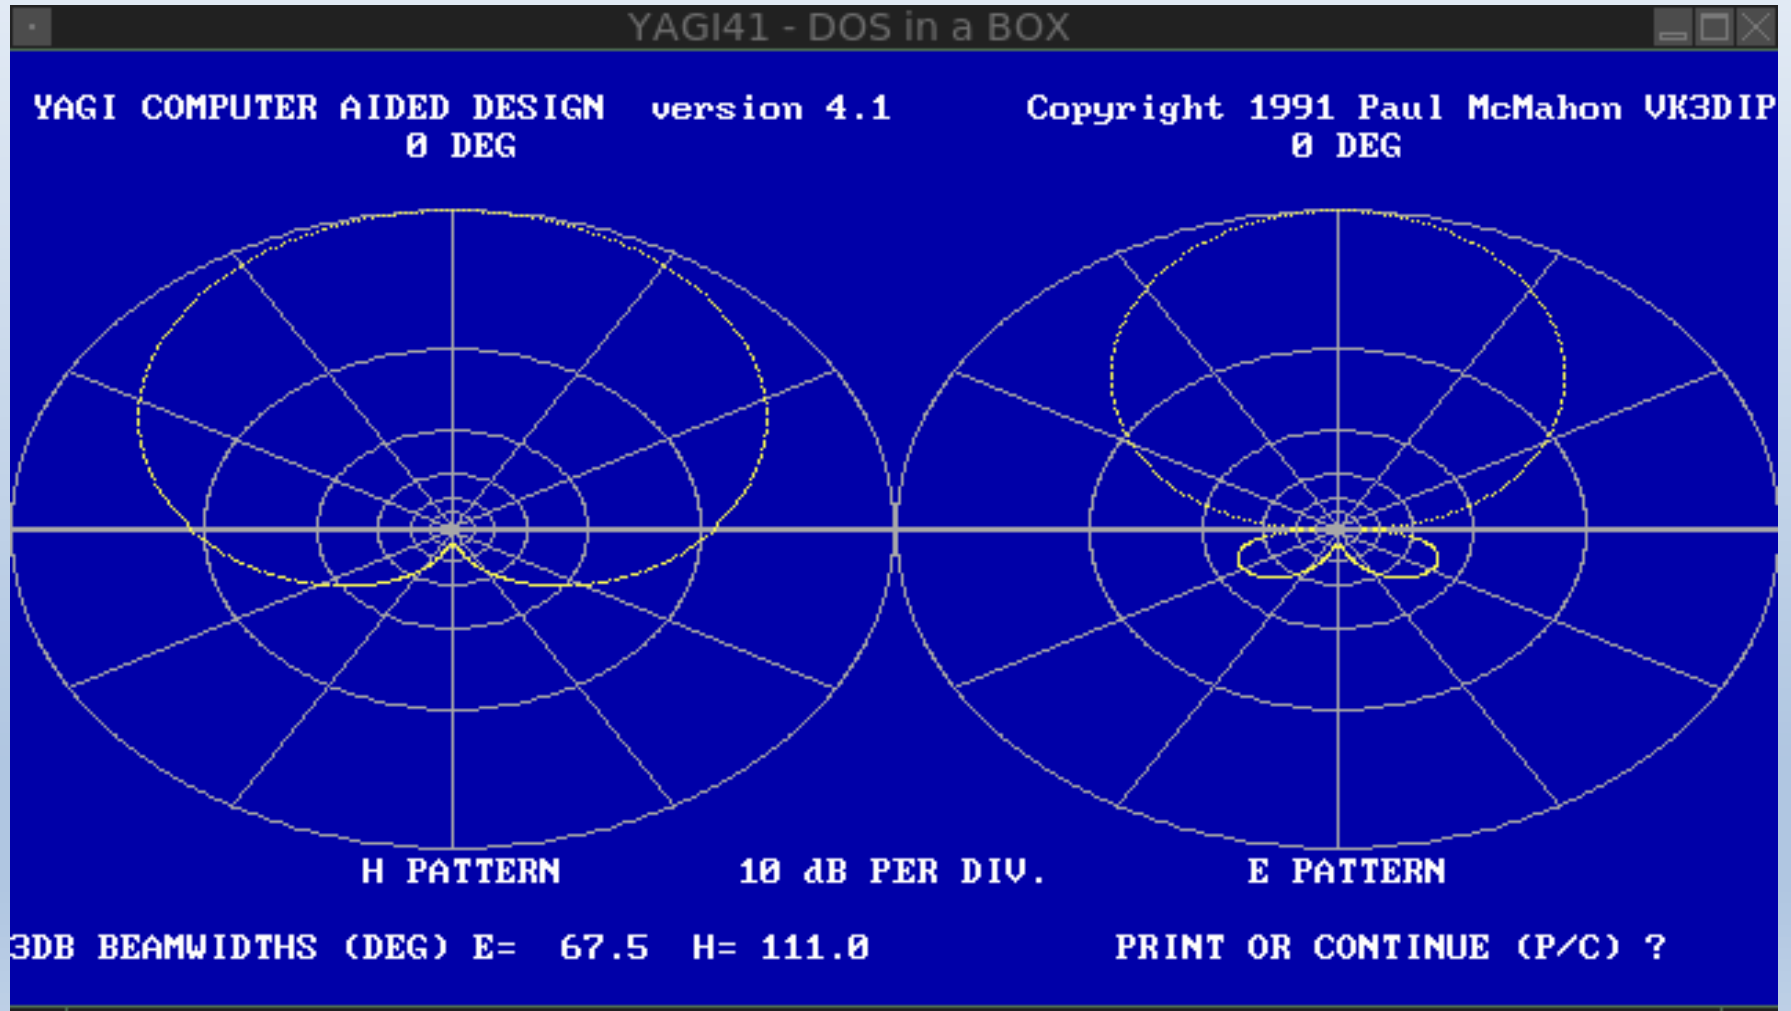 YAGI41 - DOS in a BOX
YAGI COMPUTER AIDED DESIGN version 4.1 Copyright 1991 Paul McMahon VK3DIP
0 DEG 0 DEG
H PATTERN 10 dB PER DIV. E PATTERN
3DB BEAMWIDTHS (DEG) E= 67.5 H= 111.0 PRINT OR CONTINUE (P/C) ?